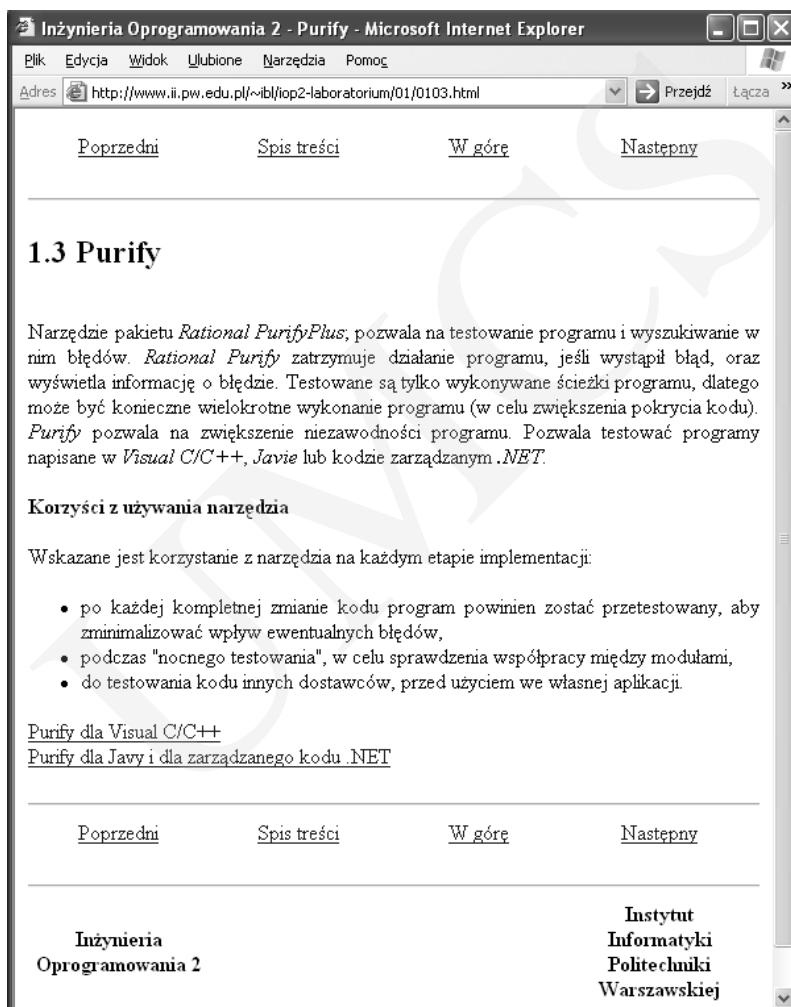 Inżynieria Oprogramowania 2 - Purify - Microsoft Internet Explorer
Plik Edycja Widok Ulubione Narzędzia Pomoc
Adres http://www.ii.pw.edu.pl/~ibl/iop2-laboratorium/01/0103.html Przejdź Łącza »
Poprzedni Spis treści W górę Następny
1.3 Purify
Narzędzie pakietu Rational PurifyPlus, pozwala na testowanie programu i wyszukiwanie w
nim błędów. Rational Purify zatrzymuje działanie programu, jeśli wystąpił błąd, oraz
wyświetla informację o błędzie. Testowane są tylko wykonywane ścieżki programu, dlatego
może być konieczne wielokrotne wykonanie programu (w celu zwiększenia pokrycia kodu).
Purify pozwala na zwiększenie niezawodności programu. Pozwala testować programy
napisane w Visual C/C++, Javie lub kodzie zarządzanym .NET.
Korzyści z używania narzędzia
Wskazane jest korzystanie z narzędzia na każdym etapie implementacji:
• po każdej kompletnej zmianie kodu program powinien zostać przetestowany, aby
zminimalizować wpływ ewentualnych błędów,
• podczas "nocnego testowania", w celu sprawdzenia współpracy między modułami,
• do testowania kodu innych dostawców, przed użyciem we własnej aplikacji.
Purify dla Visual C/C++
Purify dla Javy i dla zarządzanego kodu .NET
Poprzedni Spis treści W górę Następny
Inżynieria
Oprogramowania 2
Instytut
Informatyki
Politechniki
Warszawskiej
UMCS